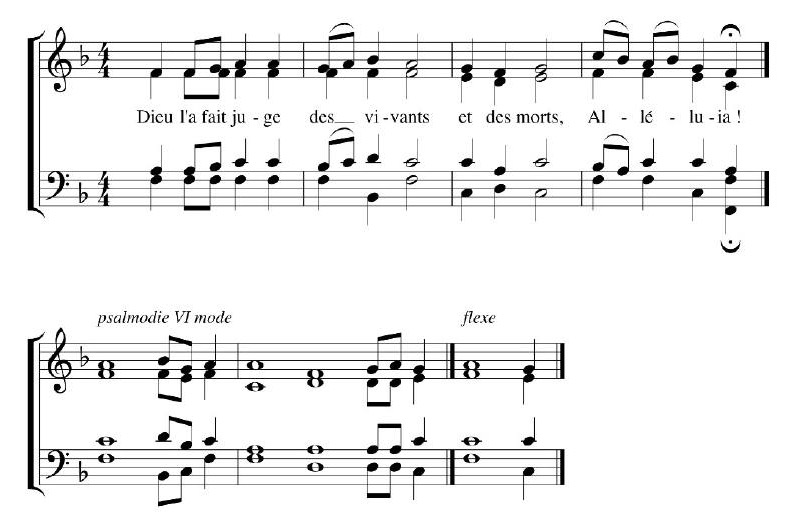 Dieu l'a fait ju - ge des vi - vants et des morts, Al - lé - lu - ia !
psalmodie VI mode flexe